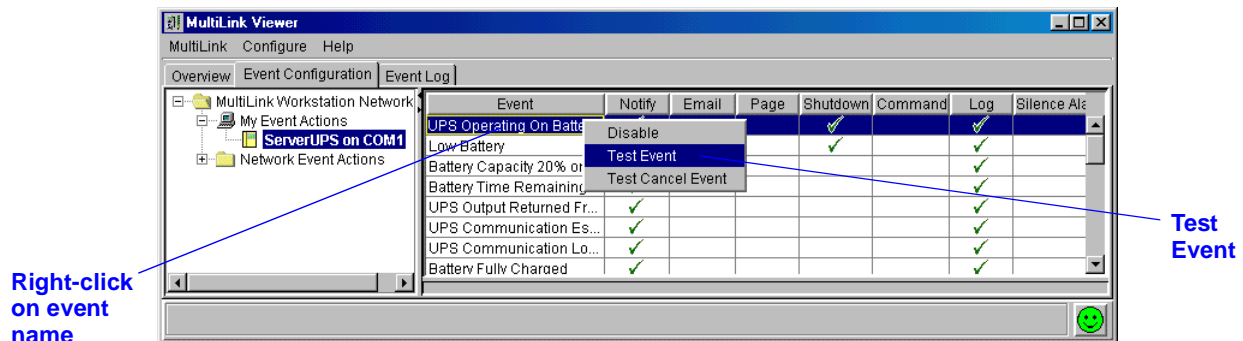 MultiLink Viewer
MultiLink Configure Help
Overview Event Configuration Event Log
MultiLink Workstation Network
My Event Actions
ServerUPS on COM1
Network Event Actions
Event Notify Email Page Shutdown Command Log Silence Ala
UPS Operating On Batte
Low Battery
Battery Capacity 20% or
Battery Time Remaining
UPS Output Returned Fr...
UPS Communication Es...
UPS Communication Lo...
Battery Fully Charged
Disable
Test Event
Test Cancel Event
Test
Event
Right-click
on event
name